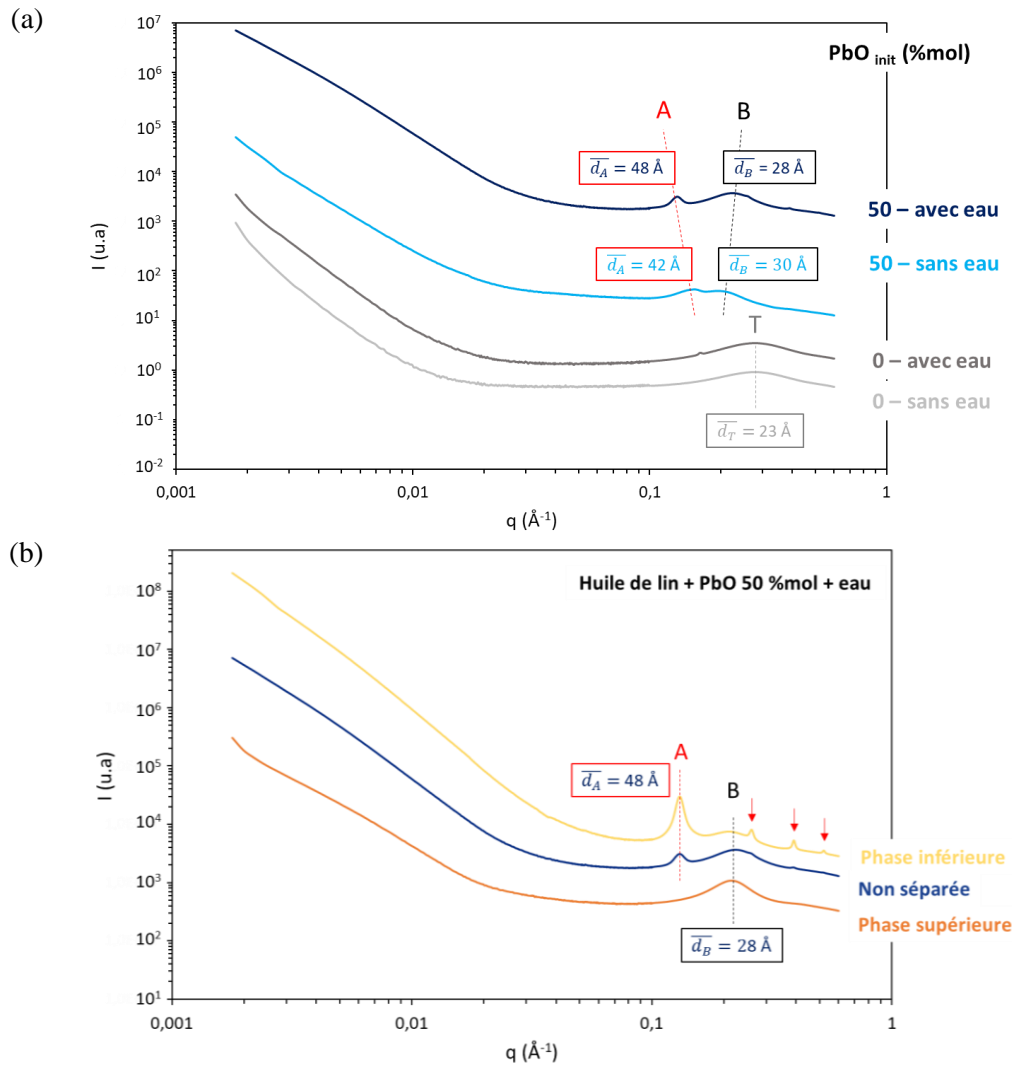 (a)
10^7
10^6
10^5
10^4
10^3
10^2
10^1
10^0
10^-1
10^-2
I (u.a)
0,001
0,01
0,1
1
q (Å^-1)
PbO init (%mol)
A
B
d_A = 48 Å
d_B = 28 Å
50 – avec eau
d_A = 42 Å
d_B = 30 Å
50 – sans eau
T
0 – avec eau
0 – sans eau
d_T = 23 Å
(b)
10^8
10^7
10^6
10^5
10^4
10^3
10^2
10^1
I (u.a)
0,001
0,01
0,1
1
q (Å^-1)
Huile de lin + PbO 50 %mol + eau
A
d_A = 48 Å
B
Phase inférieure
Non séparée
Phase supérieure
d_B = 28 Å